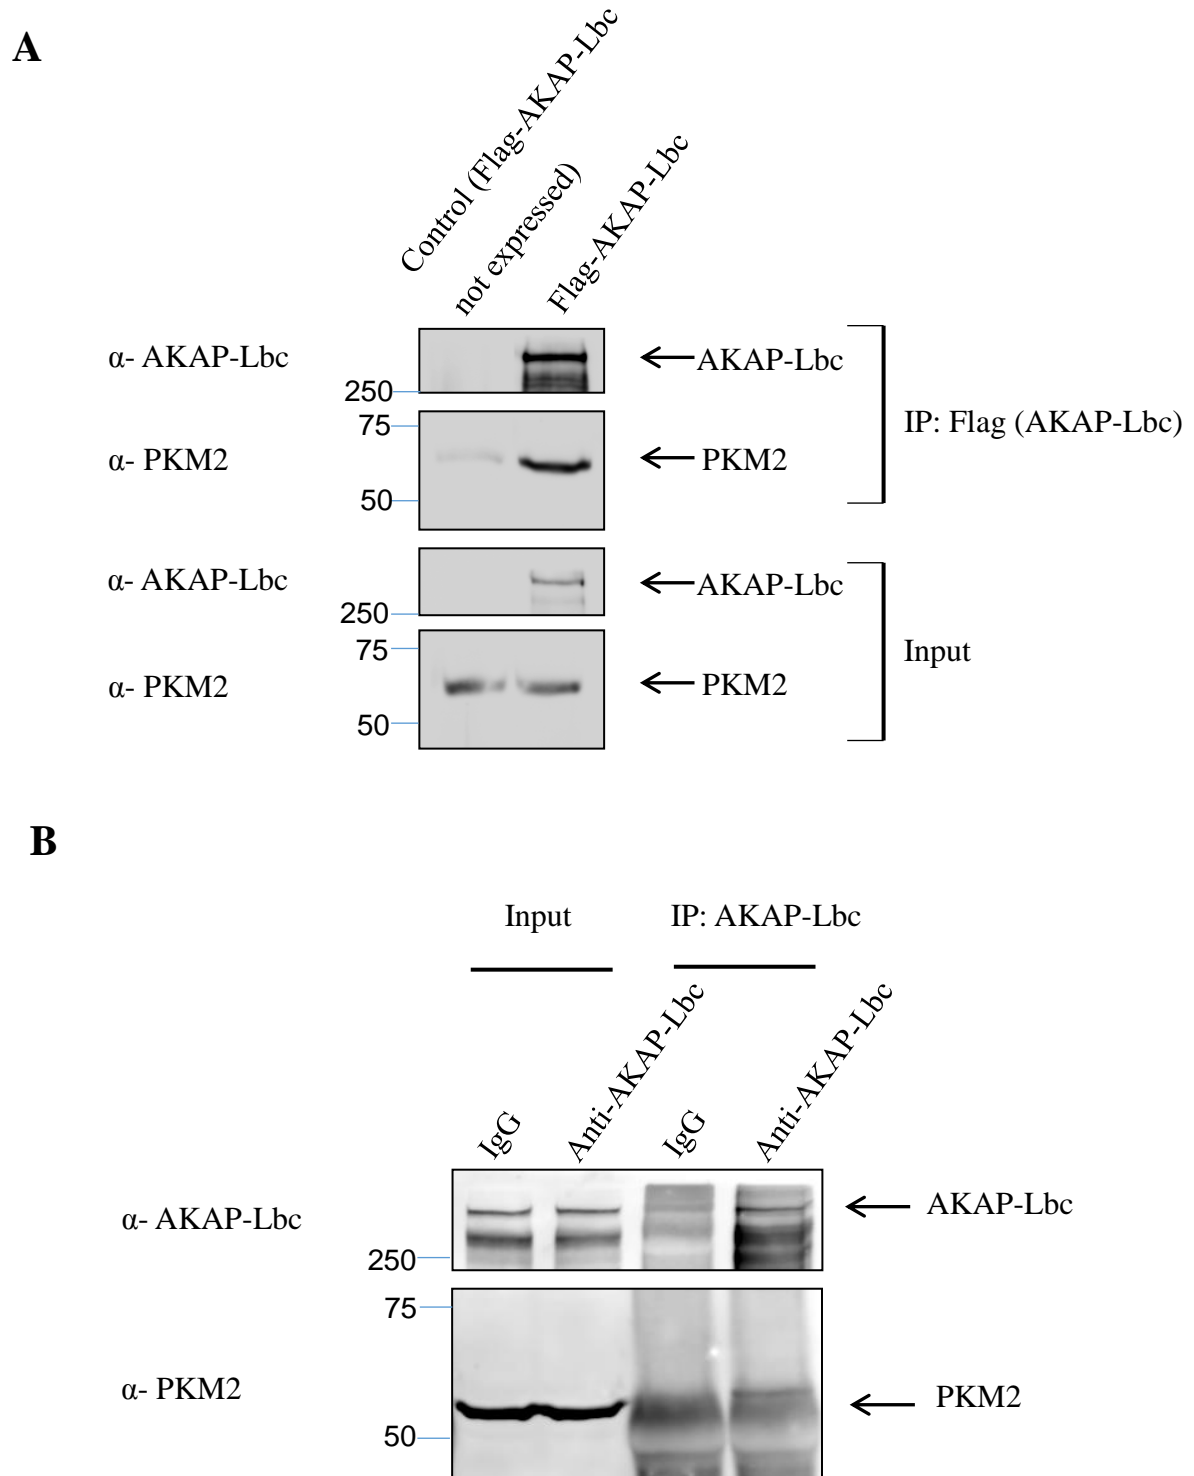 A
Control (Flag-AKAP-Lbc
not expressed)
Flag-AKAP-Lbc
α- AKAP-Lbc
250
AKAP-Lbc
75
α- PKM2
50
PKM2
IP: Flag (AKAP-Lbc)
α- AKAP-Lbc
250
AKAP-Lbc
75
α- PKM2
50
PKM2
Input
B
Input
IP: AKAP-Lbc
IgG
Anti-AKAP-Lbc
IgG
Anti-AKAP-Lbc
α- AKAP-Lbc
250
AKAP-Lbc
75
α- PKM2
50
PKM2